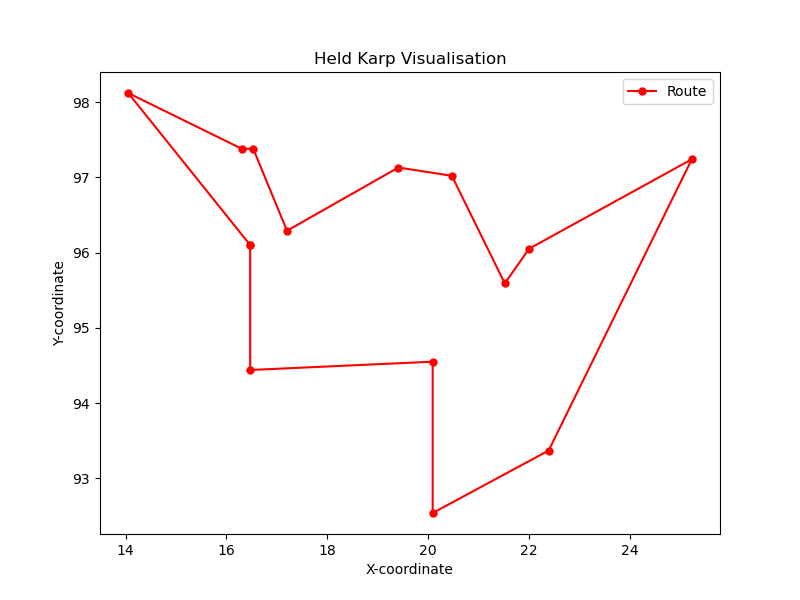 Held Karp Visualisation
Route
98
97
96
95
94
93
Y-coordinate
14 16 18 20 22 24
X-coordinate